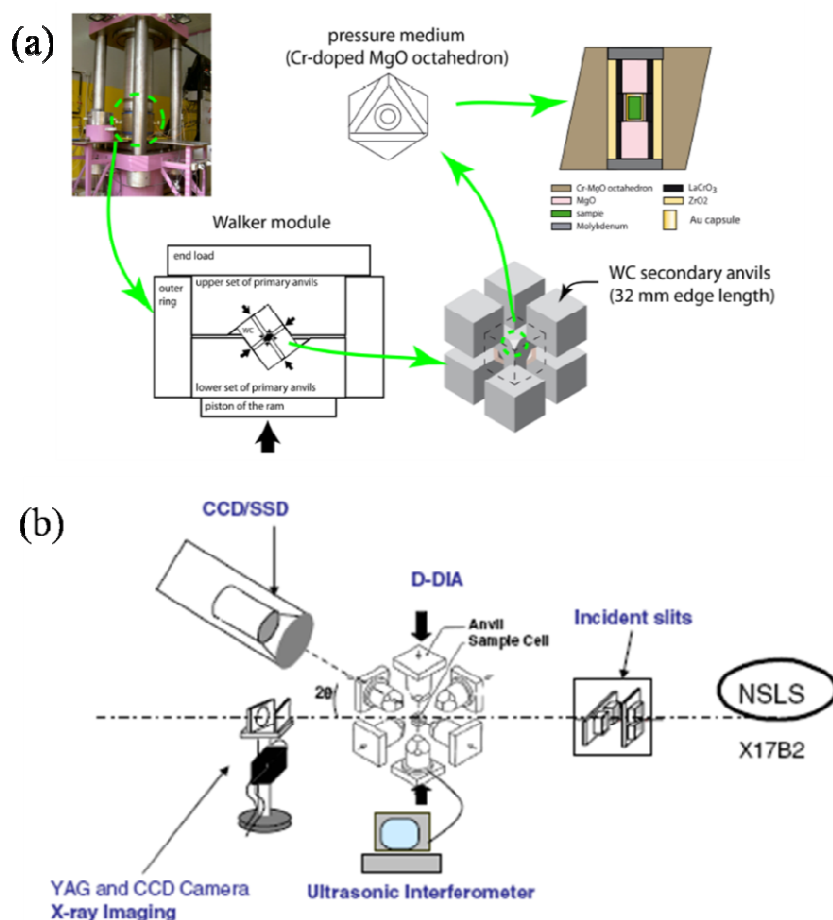 (a)
pressure medium
(Cr-doped MgO octahedron)
Cr-MgO octahedron
MgO
sample
Molybdenum
LaCrO3
ZrO2
Au capsule
Walker module
end load
outer
ring
upper set of primary anvils
WC
lower set of primary anvils
piston of the ram
WC secondary anvils
(32 mm edge length)
(b)
CCD/SSD
D-DIA
Anvil
Sample Cell
Incident slits
2θ
NSLS
X17B2
YAG and CCD Camera
X-ray Imaging
Ultrasonic Interferometer